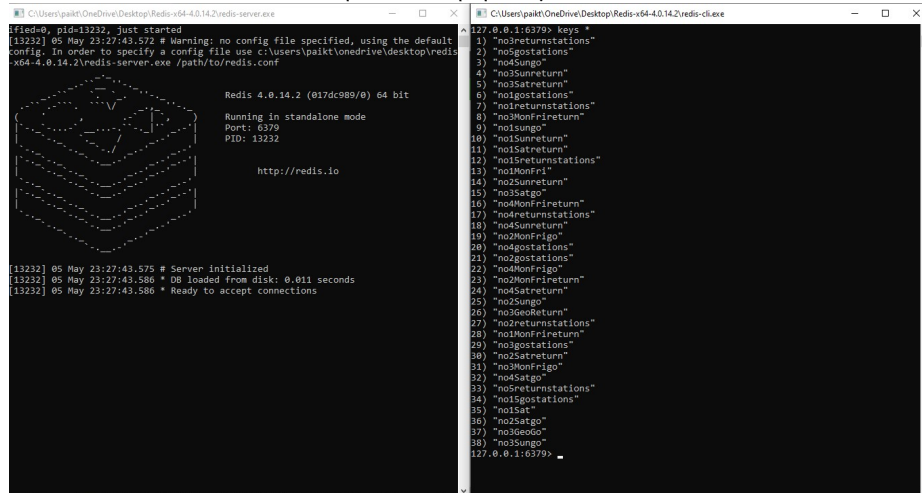 C:\Users\paikt\OneDrive\Desktop\Redis-x64-4.0.14.2\redis-server.exe
ified=0, pid=13232, just started
[13232] 05 May 23:27:43.572 # Warning: no config file specified, using the default
config. In order to specify a config file use c:\users\paikt\onedrive\desktop\redis
-x64-4.0.14.2\redis-server.exe /path/to/redis.conf
Redis 4.0.14.2 (017dc989/0) 64 bit
Running in standalone mode
Port: 6379
PID: 13232
http://redis.io
[13232] 05 May 23:27:43.575 # Server initialized
[13232] 05 May 23:27:43.586 * DB loaded from disk: 0.011 seconds
[13232] 05 May 23:27:43.586 * Ready to accept connections
C:\Users\paikt\OneDrive\Desktop\Redis-x64-4.0.14.2\redis-cli.exe
127.0.0.1:6379> keys *
1) "no3returnstations"
2) "no5gostations"
3) "no4Sungo"
4) "no3Sunreturn"
5) "no3Satreturn"
6) "no1gostations"
7) "no1returnstations"
8) "no3MonFrireturn"
9) "no1sungo"
10) "no1Sunreturn"
11) "no1Satreturn"
12) "no15returnstations"
13) "no1MonFri"
14) "no2Sunreturn"
15) "no3Satgo"
16) "no4MonFrireturn"
17) "no4returnstations"
18) "no4Sunreturn"
19) "no2MonFrigo"
20) "no4gostations"
21) "no2gostations"
22) "no4MonFrigo"
23) "no2MonFrireturn"
24) "no4Satreturn"
25) "no2Sungo"
26) "no3GeoReturn"
27) "no2returnstations"
28) "no1MonFrireturn"
29) "no3gostations"
30) "no2Satreturn"
31) "no3MonFrigo"
32) "no4Satgo"
33) "no5returnstations"
34) "no15gostations"
35) "no1Sat"
36) "no2Satgo"
37) "no3GeoGo"
38) "no3Sungo"
127.0.0.1:6379>